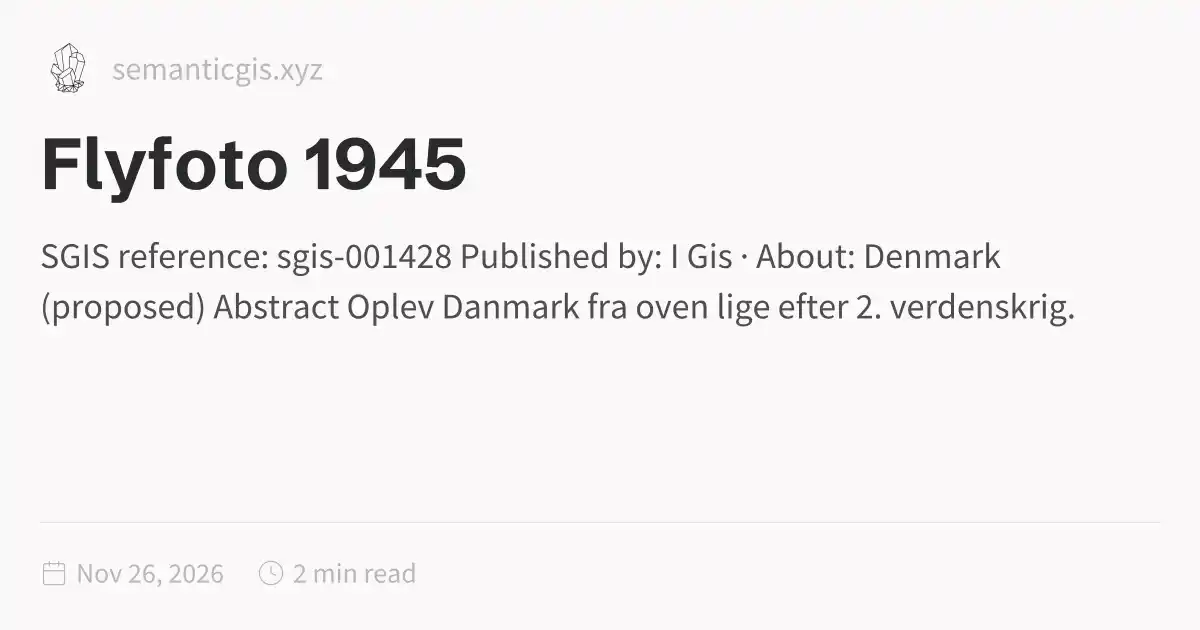 semanticgis.xyz
Flyfoto 1945
SGIS reference: sgis-001428 Published by: I Gis · About: Denmark
(proposed) Abstract Oplev Danmark fra oven lige efter 2. verdenskrig.
Nov 26, 2026 2 min read